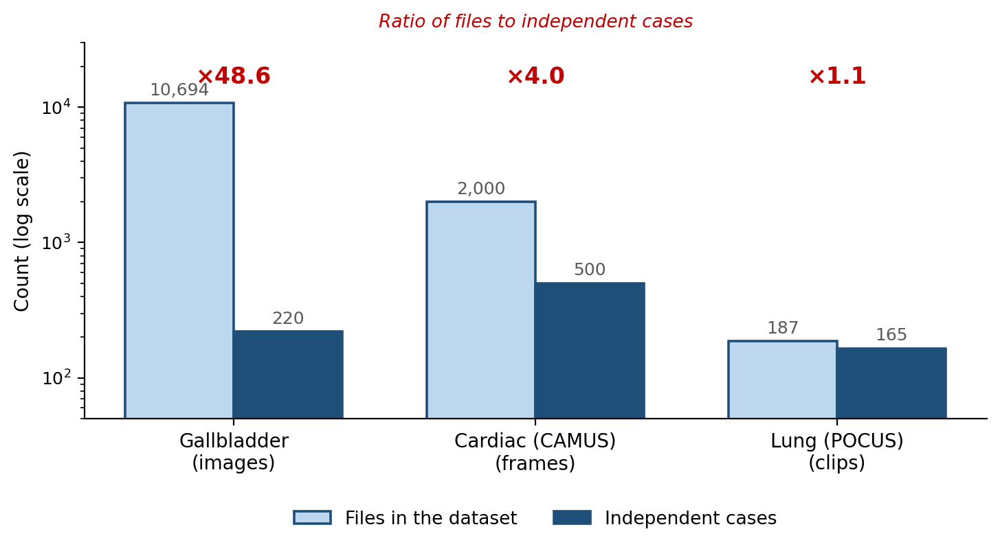 Ratio of files to independent cases
×48.6
×4.0
×1.1
10,694
2,000
500
220
187
165
10⁴
10³
10²
Count (log scale)
Gallbladder
(images)
Cardiac (CAMUS)
(frames)
Lung (POCUS)
(clips)
Files in the dataset
Independent cases